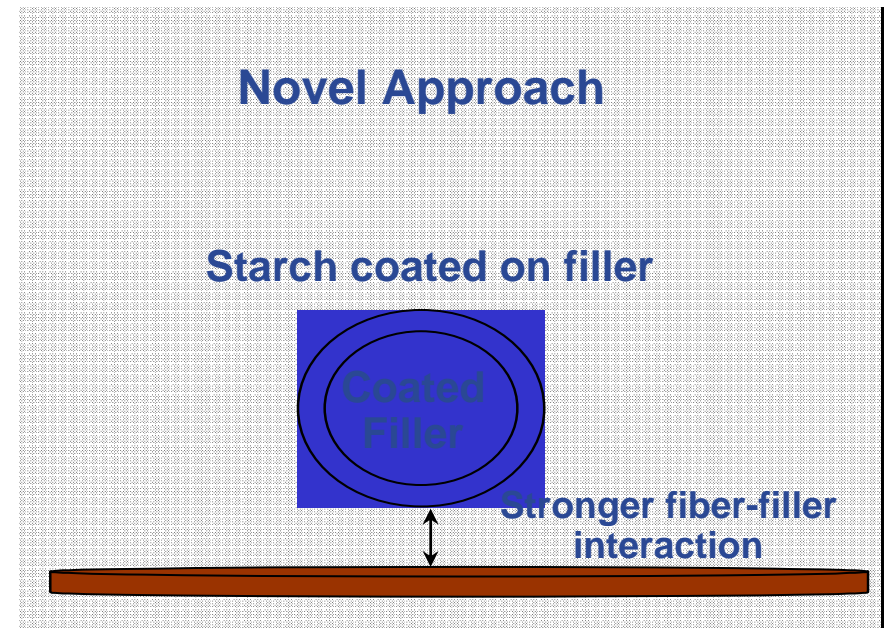 Novel Approach
Starch coated on filler
Coated
Filler
Stronger fiber-filler
interaction